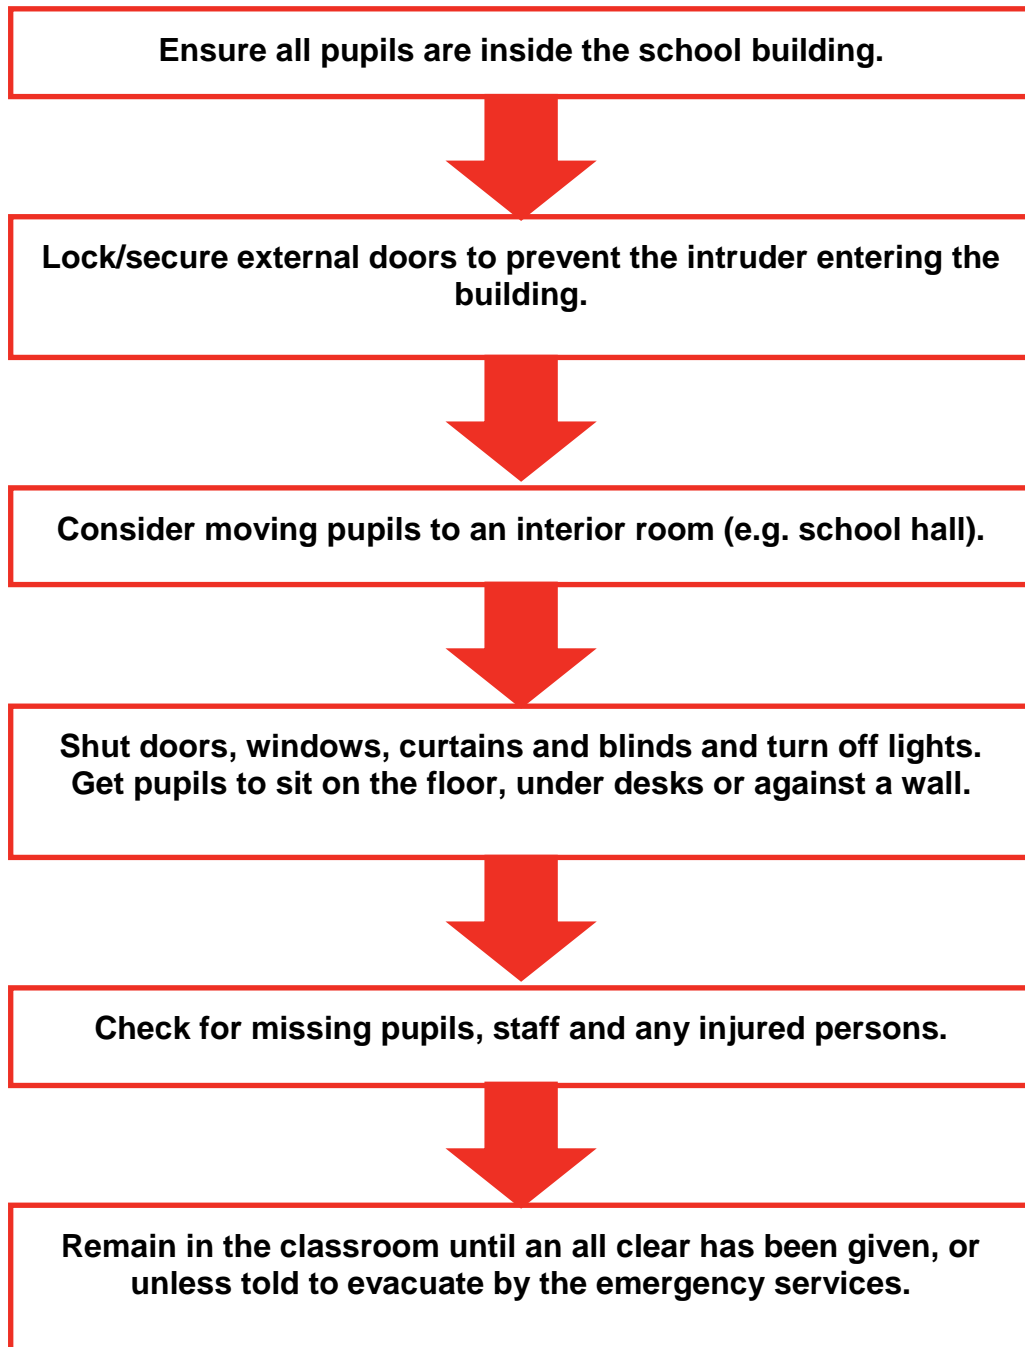 Ensure all pupils are inside the school building.
Lock/secure external doors to prevent the intruder entering the
building.
Consider moving pupils to an interior room (e.g. school hall).
Shut doors, windows, curtains and blinds and turn off lights.
Get pupils to sit on the floor, under desks or against a wall.
Check for missing pupils, staff and any injured persons.
Remain in the classroom until an all clear has been given, or
unless told to evacuate by the emergency services.